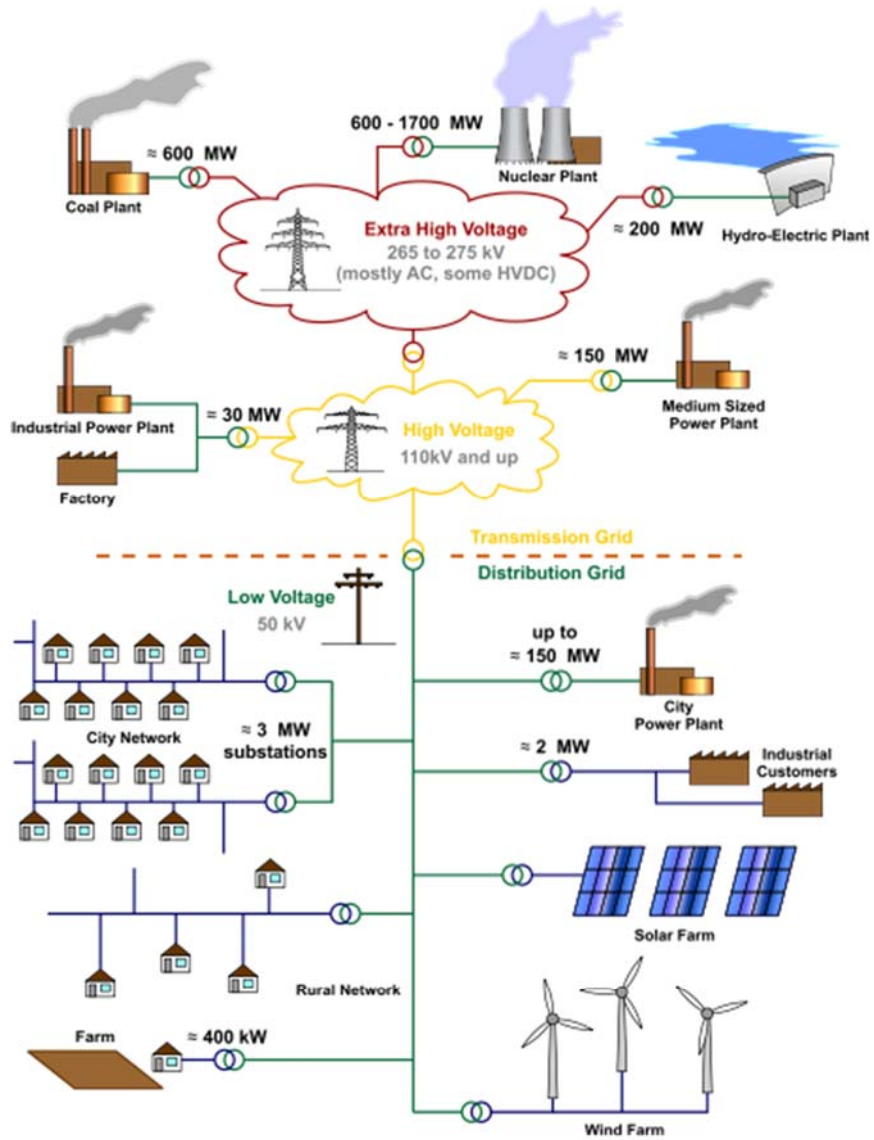 600 - 1700 MW
≈ 600 MW
Nuclear Plant
Coal Plant
Extra High Voltage
265 to 275 kV
(mostly AC, some HVDC)
≈ 200 MW
Hydro-Electric Plant
≈ 150 MW
Medium Sized
Power Plant
≈ 30 MW
Industrial Power Plant
Factory
High Voltage
110kV and up
Transmission Grid
Distribution Grid
Low Voltage
50 kV
up to
≈ 150 MW
City
Power Plant
City Network
≈ 3 MW
substations
≈ 2 MW
Industrial
Customers
Solar Farm
Rural Network
Farm
≈ 400 kW
Wind Farm